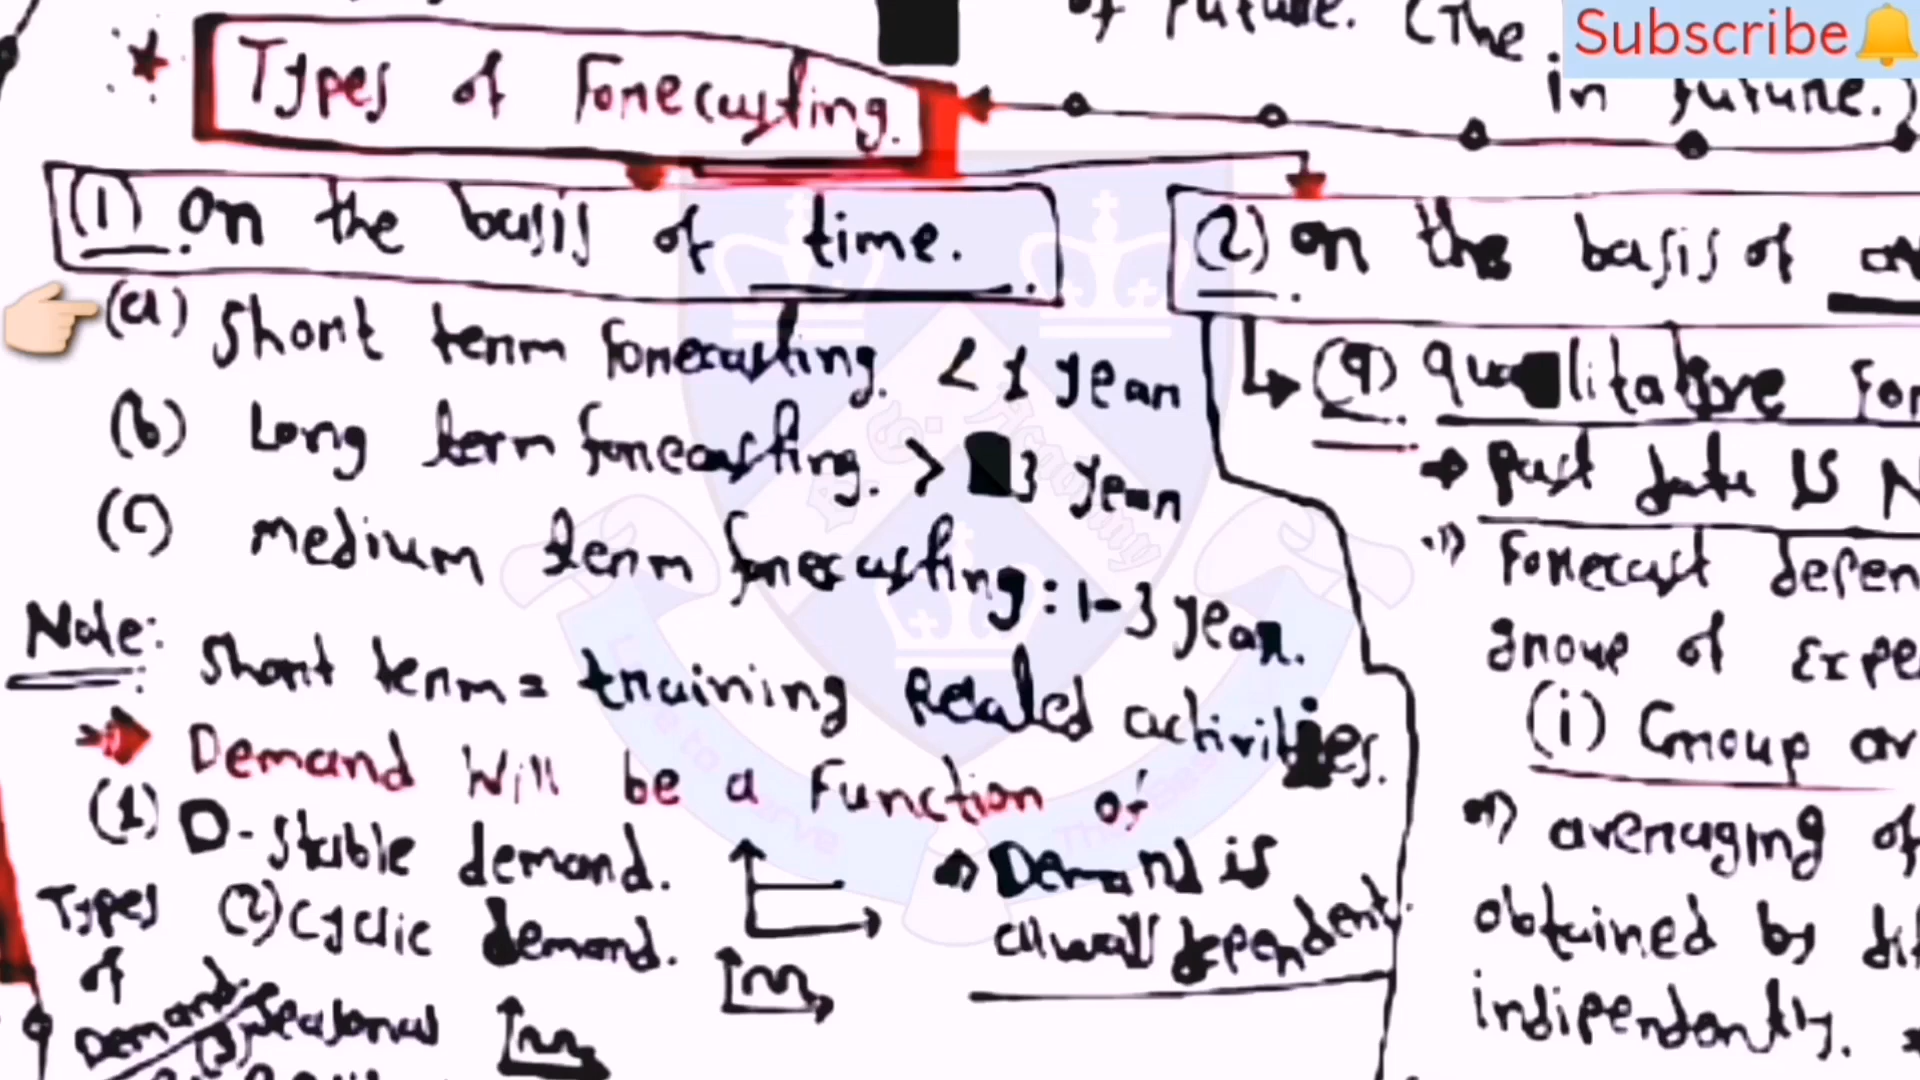 of future. (The
Subscribe
in future.)
Types of Forecasting.
(1) on the basis of time.
(a) Short term forecasting. < 1 year
(b) Long term forecasting. > 3 year
(c) medium term forecasting: 1-3 year.
Note: Short term = training Realed activities.
Demand Will be a Function of
(1) D-Stable demand.
Types (2) Cyclic demand.
of
Demand (3) Seasonal
⇒ Demand is
always dependent.
(2) on the basis of
(a) qualitative For
⇒ Past data is N
⇒ Forecast depen
group of Expe
(i) Group av
⇒ averaging of
obtained by di
indipendently.